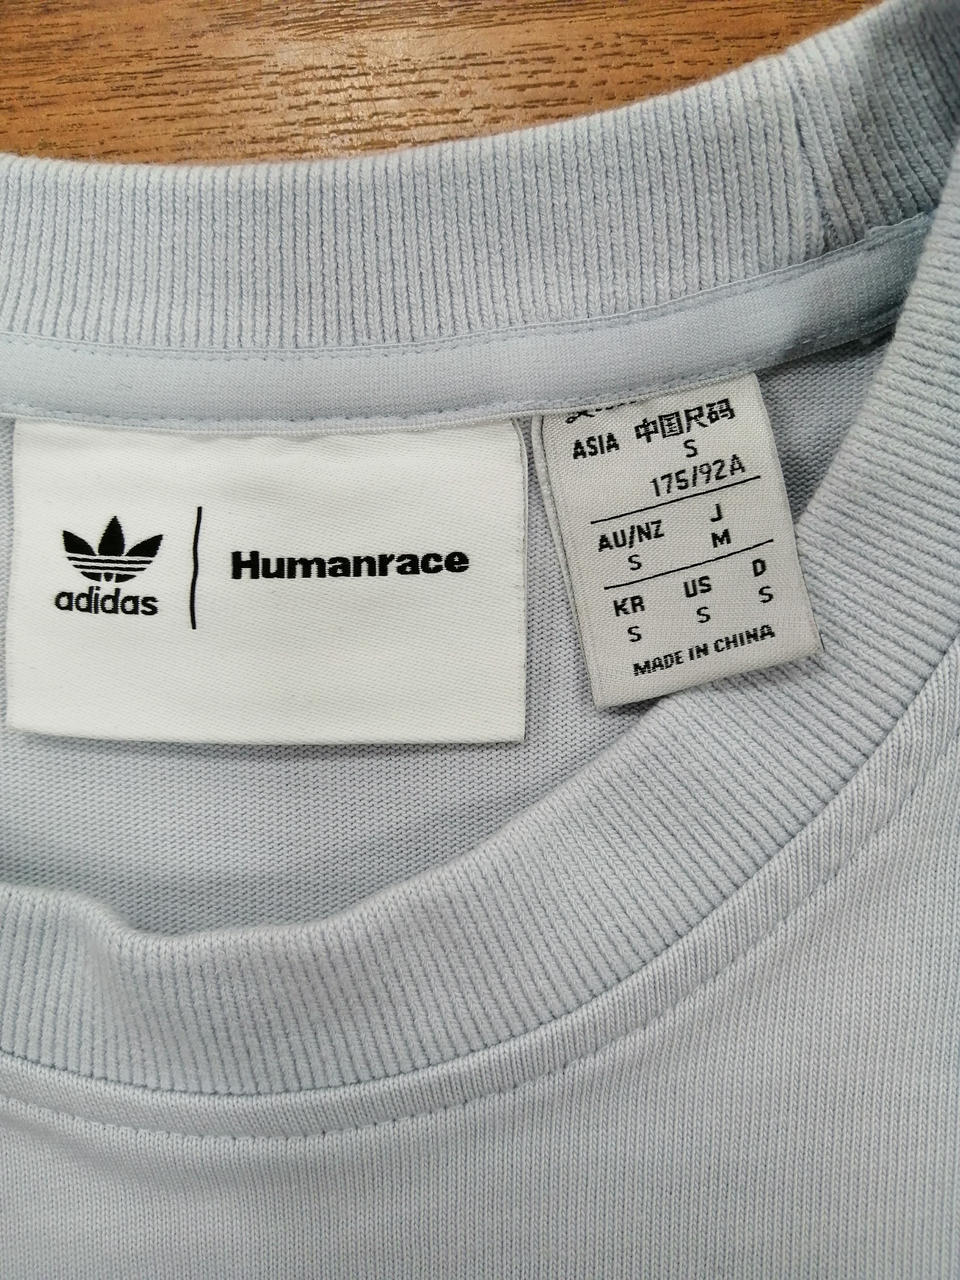 adidas
Humanrace
ASIA 中国尺码
S
175/92A
AU/NZ J
S M
KR US D
S S S
MADE IN CHINA